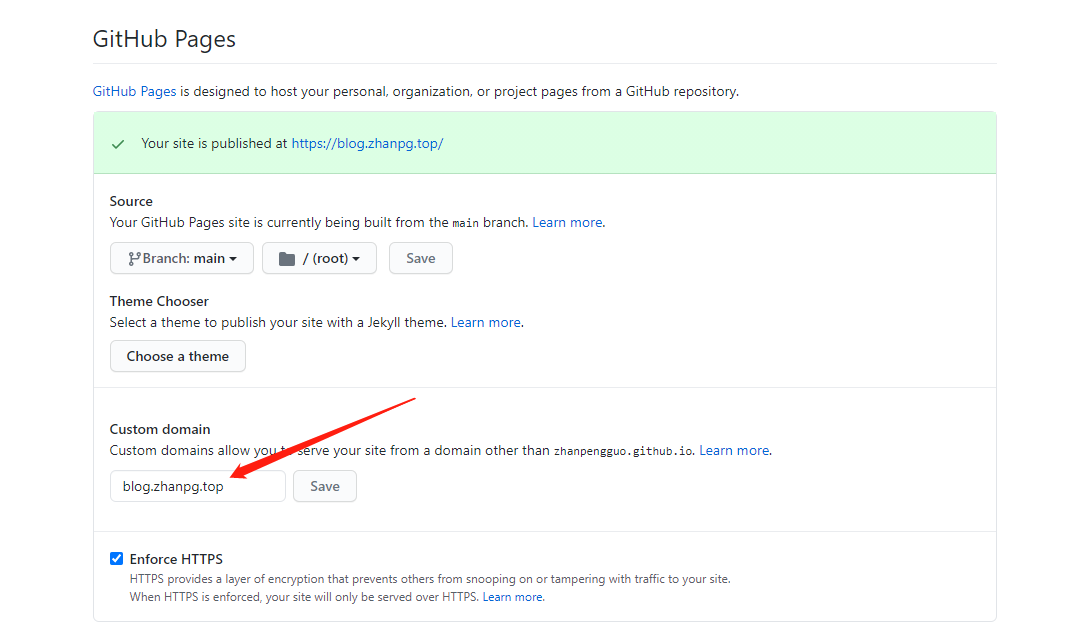 GitHub Pages
GitHub Pages is designed to host your personal, organization, or project pages from a GitHub repository.
Your site is published at https://blog.zhanpg.top/
Source
Your GitHub Pages site is currently being built from the main branch. Learn more.
Branch: main
/ (root)
Save
Theme Chooser
Select a theme to publish your site with a Jekyll theme. Learn more.
Choose a theme
Custom domain
Custom domains allow you to serve your site from a domain other than zhanpengguo.github.io. Learn more.
blog.zhanpg.top
Save
Enforce HTTPS
HTTPS provides a layer of encryption that prevents others from snooping on or tampering with traffic to your site.
When HTTPS is enforced, your site will only be served over HTTPS. Learn more.